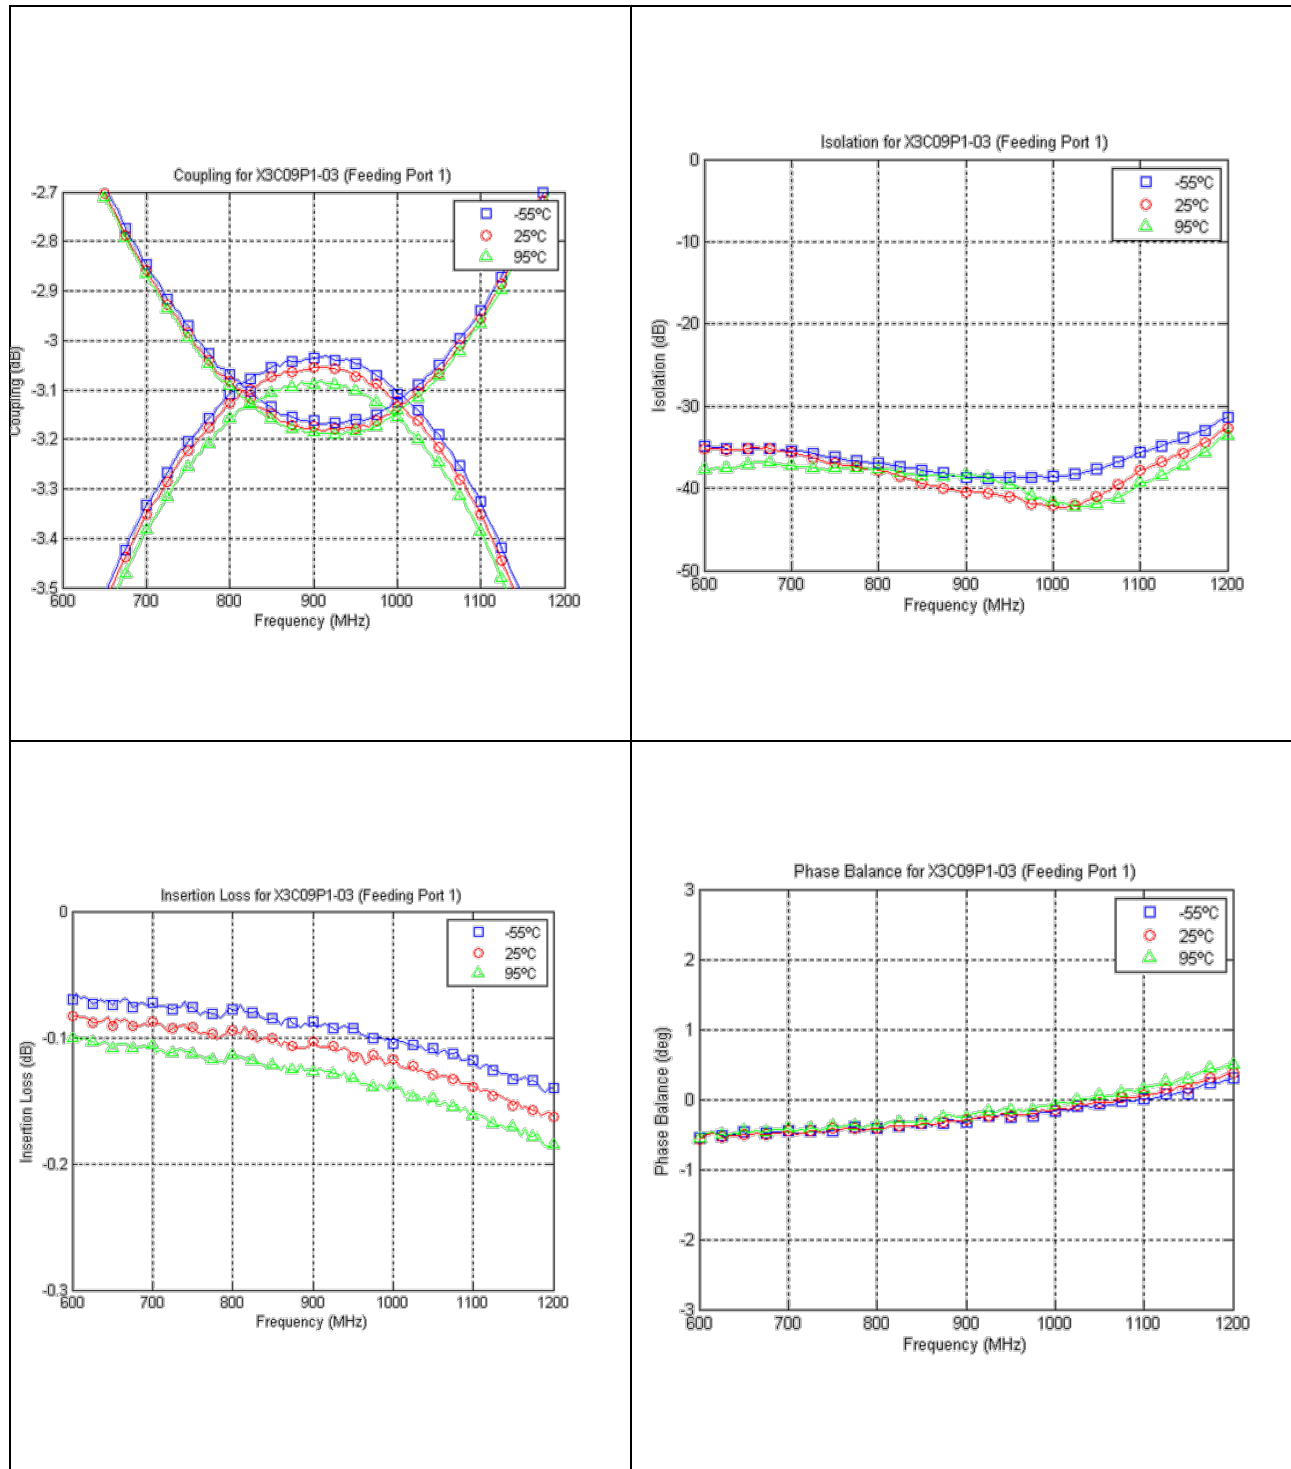 Coupling for X3C09P1-03 (Feeding Port 1)
-2.7
-2.8
-2.9
-3
-3.1
-3.2
-3.3
-3.4
-3.5
Coupling (dB)
-55ºC
25ºC
95ºC
600 700 800 900 1000 1100 1200
Frequency (MHz)
Isolation for X3C09P1-03 (Feeding Port 1)
0
-10
-20
-30
-40
-50
Isolation (dB)
-55ºC
25ºC
95ºC
600 700 800 900 1000 1100 1200
Frequency (MHz)
Insertion Loss for X3C09P1-03 (Feeding Port 1)
0
-0.1
-0.2
-0.3
Insertion Loss (dB)
-55ºC
25ºC
95ºC
600 700 800 900 1000 1100 1200
Frequency (MHz)
Phase Balance for X3C09P1-03 (Feeding Port 1)
3
2
1
0
-1
-2
-3
Phase Balance (deg)
-55ºC
25ºC
95ºC
600 700 800 900 1000 1100 1200
Frequency (MHz)